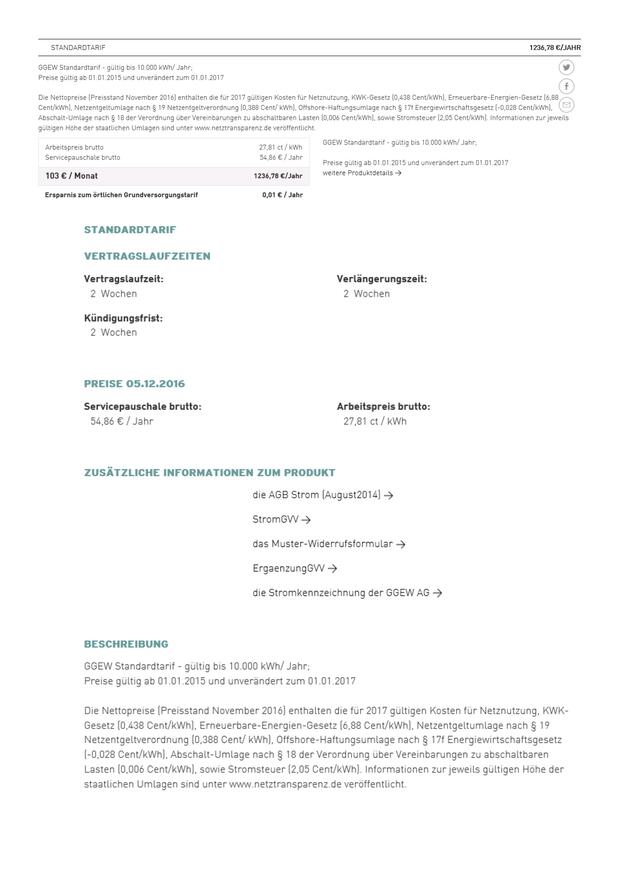 STANDARDTARIF 1236,78 €/JAHR
GGEW Standardtarif - gültig bis 10.000 kWh/ Jahr;
Preise gültig ab 01.01.2015 und unverändert zum 01.01.2017
Die Nettopreise (Preisstand November 2016) enthalten die für 2017 gültigen Kosten für Netznutzung, KWK-Gesetz (0,438 Cent/kWh), Erneuerbare-Energien-Gesetz (6,88
Cent/kWh), Netzentgeltumlage nach § 19 Netzentgeltverordnung (0,388 Cent/ kWh), Offshore-Haftungsumlage nach § 17f Energiewirtschaftsgesetz (-0,028 Cent/kWh),
Abschalt-Umlage nach § 18 der Verordnung über Vereinbarungen zu abschaltbaren Lasten (0,006 Cent/kWh), sowie Stromsteuer (2,05 Cent/kWh). Informationen zur jeweils
gültigen Höhe der staatlichen Umlagen sind unter www.netztransparenz.de veröffentlicht.
Arbeitspreis brutto 27,81 ct / kWh
Servicepauschale brutto 54,86 € / Jahr
103 € / Monat 1236,78 €/Jahr
Ersparnis zum örtlichen Grundversorgungstarif 0,01 € / Jahr
GGEW Standardtarif - gültig bis 10.000 kWh/ Jahr;
Preise gültig ab 01.01.2015 und unverändert zum 01.01.2017
weitere Produktdetails →
STANDARDTARIF
VERTRAGSLAUFZEITEN
Vertragslaufzeit: Verlängerungszeit:
2 Wochen 2 Wochen
Kündigungsfrist:
2 Wochen
PREISE 05.12.2016
Servicepauschale brutto: Arbeitspreis brutto:
54,86 € / Jahr 27,81 ct / kWh
ZUSÄTZLICHE INFORMATIONEN ZUM PRODUKT
die AGB Strom (August2014) →
StromGVV →
das Muster-Widerrufsformular →
ErgaenzungGVV →
die Stromkennzeichnung der GGEW AG →
BESCHREIBUNG
GGEW Standardtarif - gültig bis 10.000 kWh/ Jahr;
Preise gültig ab 01.01.2015 und unverändert zum 01.01.2017
Die Nettopreise (Preisstand November 2016) enthalten die für 2017 gültigen Kosten für Netznutzung, KWK-
Gesetz (0,438 Cent/kWh), Erneuerbare-Energien-Gesetz (6,88 Cent/kWh), Netzentgeltumlage nach § 19
Netzentgeltverordnung (0,388 Cent/ kWh), Offshore-Haftungsumlage nach § 17f Energiewirtschaftsgesetz
(-0,028 Cent/kWh), Abschalt-Umlage nach § 18 der Verordnung über Vereinbarungen zu abschaltbaren
Lasten (0,006 Cent/kWh), sowie Stromsteuer (2,05 Cent/kWh). Informationen zur jeweils gültigen Höhe der
staatlichen Umlagen sind unter www.netztransparenz.de veröffentlicht.